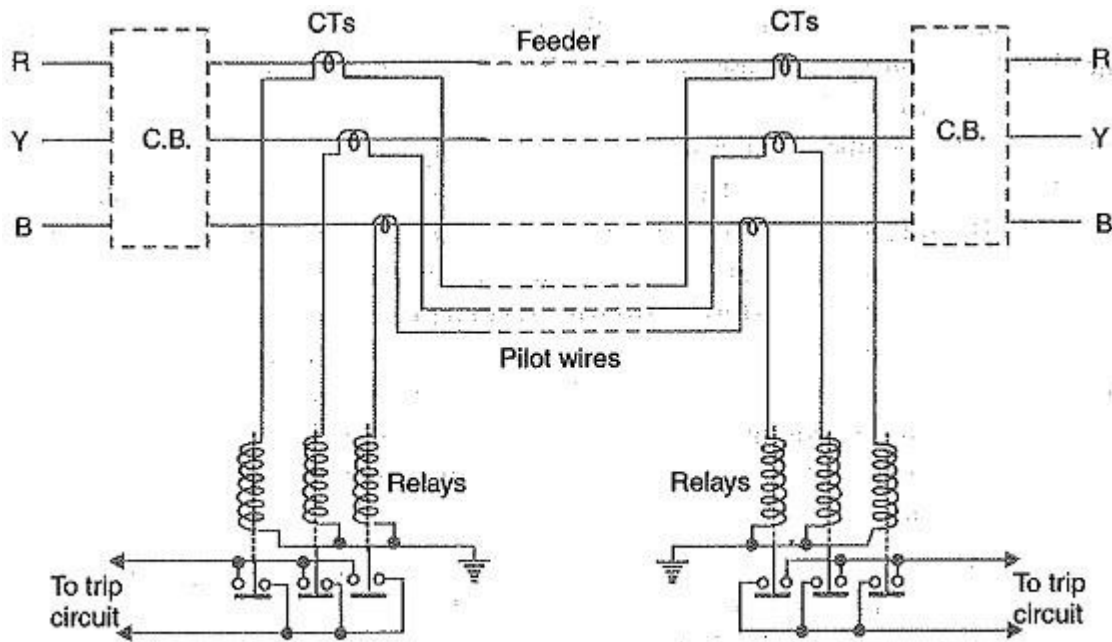 CTs
CTs
Feeder
R
R
Y
C.B.
C.B.
Y
B
B
Pilot wires
Relays
Relays
To trip
circuit
To trip
circuit